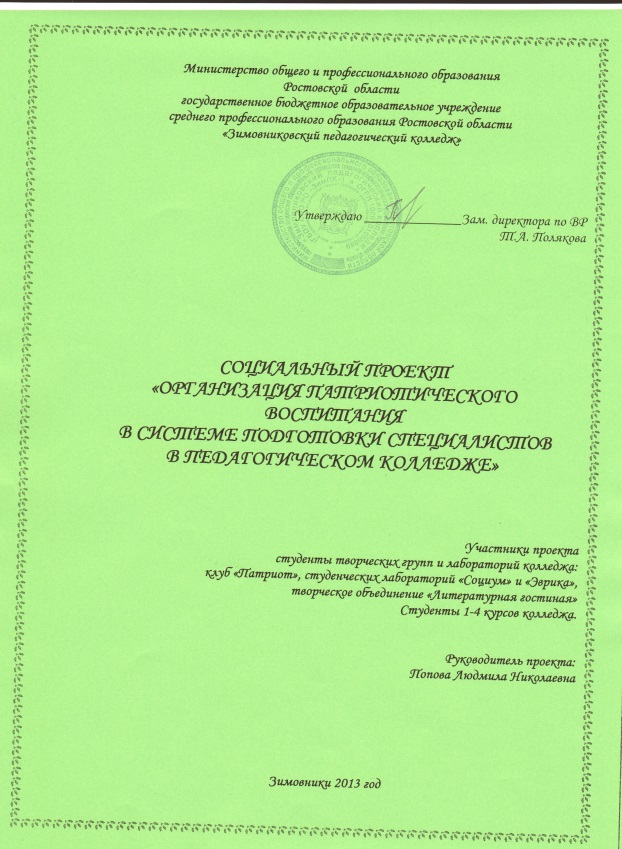 Министерство общего и профессионального образования
Ростовской области
государственное бюджетное образовательное учреждение
среднего профессионального образования Ростовской области
«Зимовниковский педагогический колледж»
Утверждаю ______________ Зам. директора по ВР
Т.А. Полякова
СОЦИАЛЬНЫЙ ПРОЕКТ
«ОРГАНИЗАЦИЯ ПАТРИОТИЧЕСКОГО
ВОСПИТАНИЯ
В СИСТЕМЕ ПОДГОТОВКИ СПЕЦИАЛИСТОВ
В ПЕДАГОГИЧЕСКОМ КОЛЛЕДЖЕ»
Участники проекта
студенты творческих групп и лабораторий колледжа:
клуб «Патриот», студенческих лабораторий «Социум» и «Эврика»,
творческое объединение «Литературная гостиная»
Студенты 1-4 курсов колледжа.
Руководитель проекта:
Попова Людмила Николаевна
Зимовники 2013 год